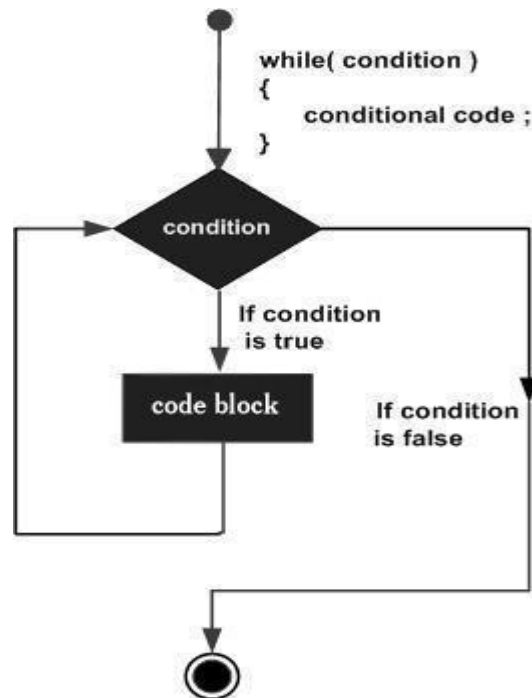 while( condition )
{
conditional code ;
}
condition
If condition
is true
code block
If condition
is false